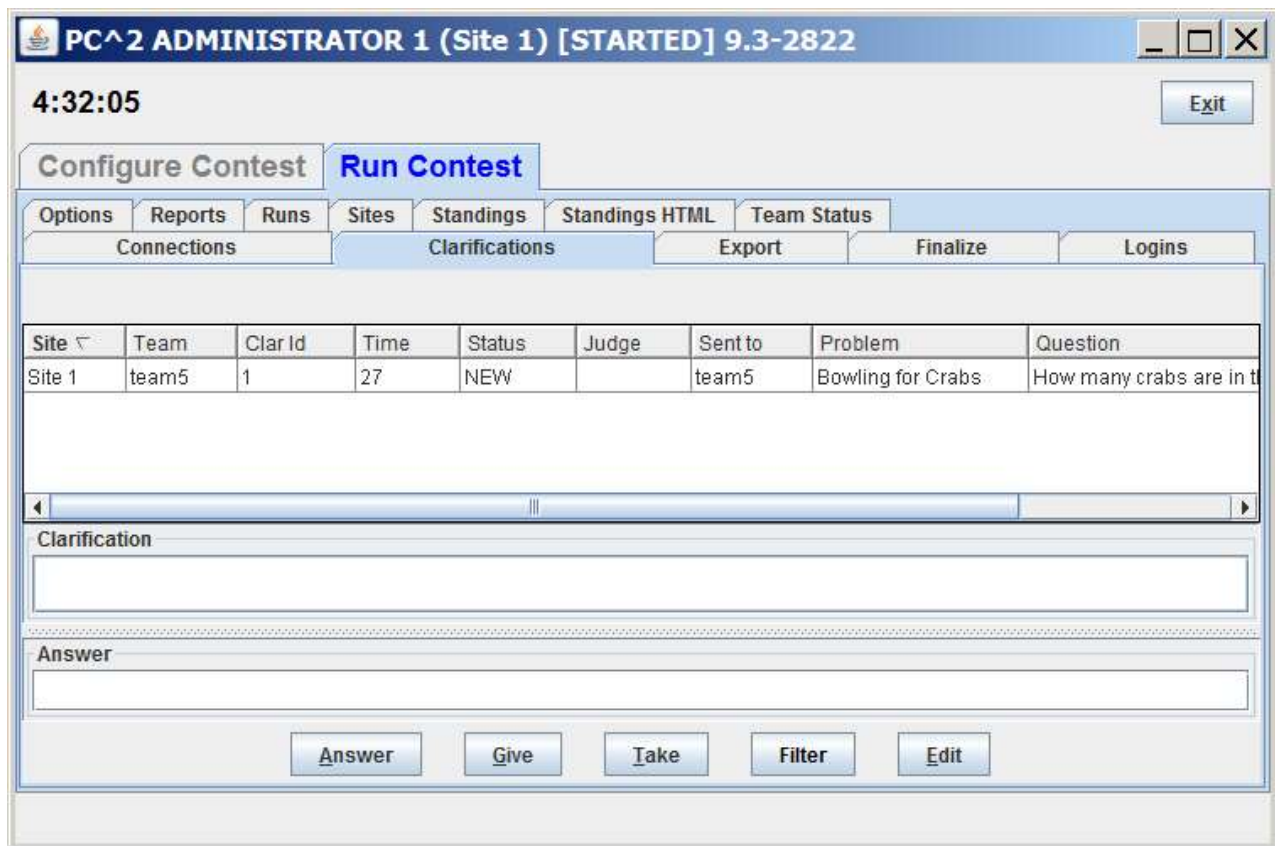 PC^2 ADMINISTRATOR 1 (Site 1) [STARTED] 9.3-2822
4:32:05
Exit
Configure Contest Run Contest
Options Reports Runs Sites Standings Standings HTML Team Status
Connections Clarifications Export Finalize Logins
Site Team Clar Id Time Status Judge Sent to Problem Question
Site 1 team5 1 27 NEW team5 Bowling for Crabs How many crabs are in
Clarification
Answer
Answer Give Take Filter Edit